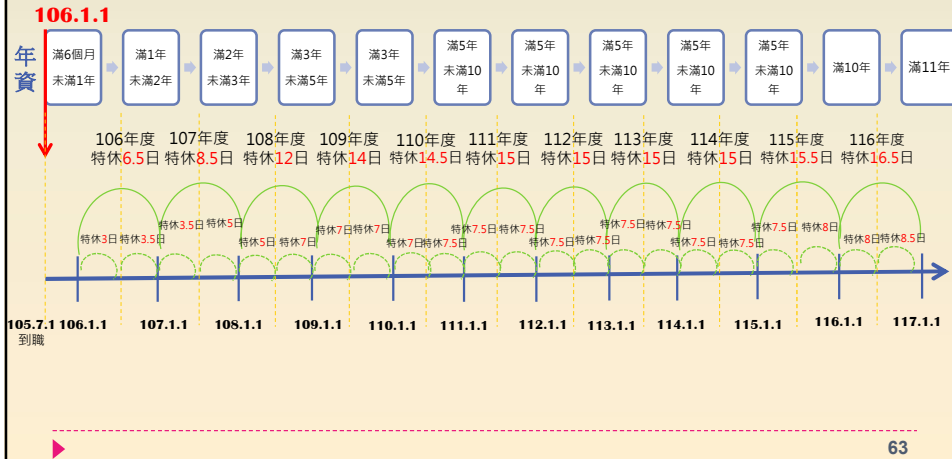 106.1.1
年
資
滿6個月
未滿1年
滿1年
未滿2年
滿2年
未滿3年
滿3年
未滿5年
滿3年
未滿5年
滿5年
未滿10
年
滿5年
未滿10
年
滿5年
未滿10
年
滿5年
未滿10
年
滿5年
未滿10
年
滿10年
滿11年
106年度
特休6.5日
107年度
特休8.5日
108年度
特休12日
109年度
特休14日
110年度
特休14.5日
111年度
特休15日
112年度
特休15日
113年度
特休15日
114年度
特休15日
115年度
特休15.5日
116年度
特休16.5日
特休3日 特休3.5日
特休3.5日 特休5日
特休5日 特休7日
特休7日 特休7日
特休7日 特休7.5日
特休7.5日 特休7.5日
特休7.5日 特休7.5日
特休7.5日 特休7.5日
特休7.5日 特休7.5日
特休7.5日 特休8日
特休8日 特休8.5日
105.7.1 106.1.1 107.1.1 108.1.1 109.1.1 110.1.1 111.1.1 112.1.1 113.1.1 114.1.1 115.1.1 116.1.1 117.1.1
到職
63